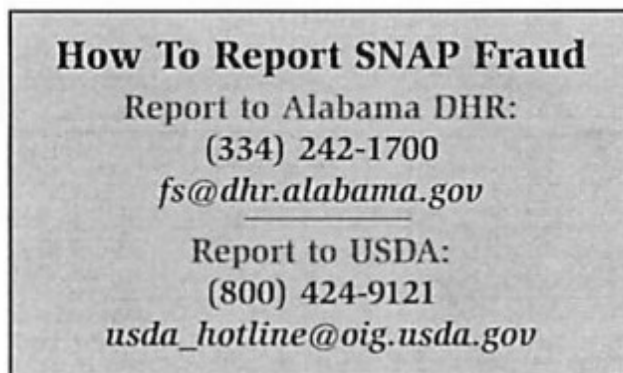 How To Report SNAP Fraud
Report to Alabama DHR:
(334) 242-1700
fs@dhr.alabama.gov
Report to USDA:
(800) 424-9121
usda_hotline@oig.usda.gov